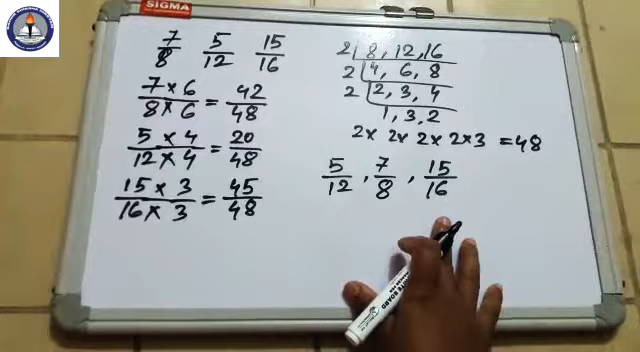 SIGMA
7/8 5/12 15/16
7 × 6 / 8 × 6 = 42/48
5 × 4 / 12 × 4 = 20/48
15 × 3 / 16 × 3 = 45/48
2 | 8, 12, 16
2 | 4, 6, 8
2 | 2, 3, 4
1, 3, 2
2 × 2 × 2 × 2 × 3 = 48
5/12 , 7/8 , 15/16
WHITE BOARD